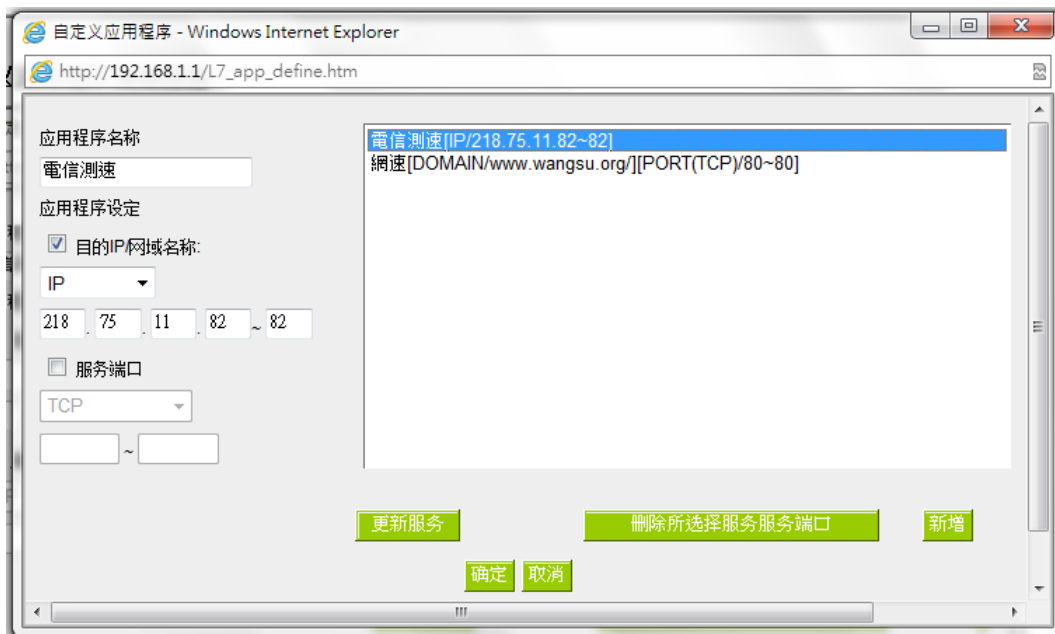 自定义应用程序 - Windows Internet Explorer
http://192.168.1.1/L7_app_define.htm
应用程序名称
電信測速
应用程序设定
目的IP/网域名称:
IP
218 . 75 . 11 . 82 ~ 82
服务端口
TCP
~
電信測速[IP/218.75.11.82~82]
網速[DOMAIN/www.wangsu.org/][PORT(TCP)/80~80]
更新服务
删除所选择服务服务端口
新增
确定
取消